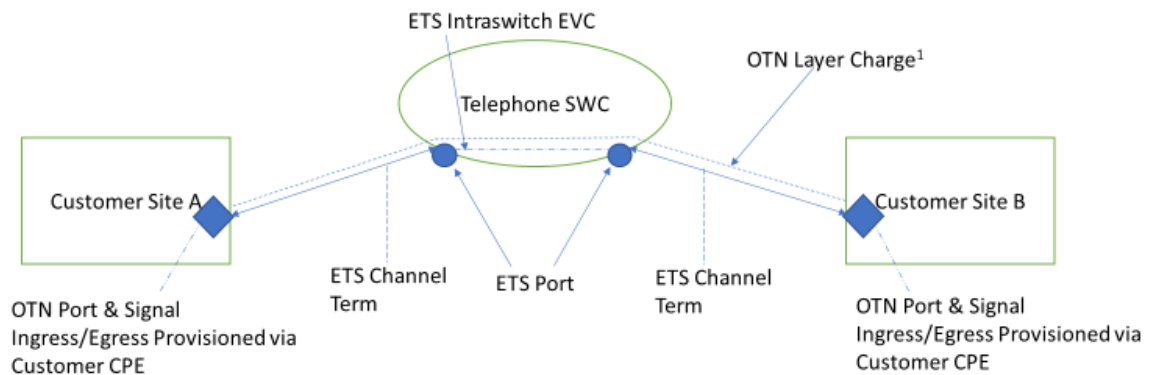 ETS Intraswitch EVC
OTN Layer Charge¹
Telephone SWC
Customer Site A
Customer Site B
ETS Channel
Term
ETS Port
ETS Channel
Term
OTN Port & Signal
Ingress/Egress Provisioned via
Customer CPE
OTN Port & Signal
Ingress/Egress Provisioned via
Customer CPE